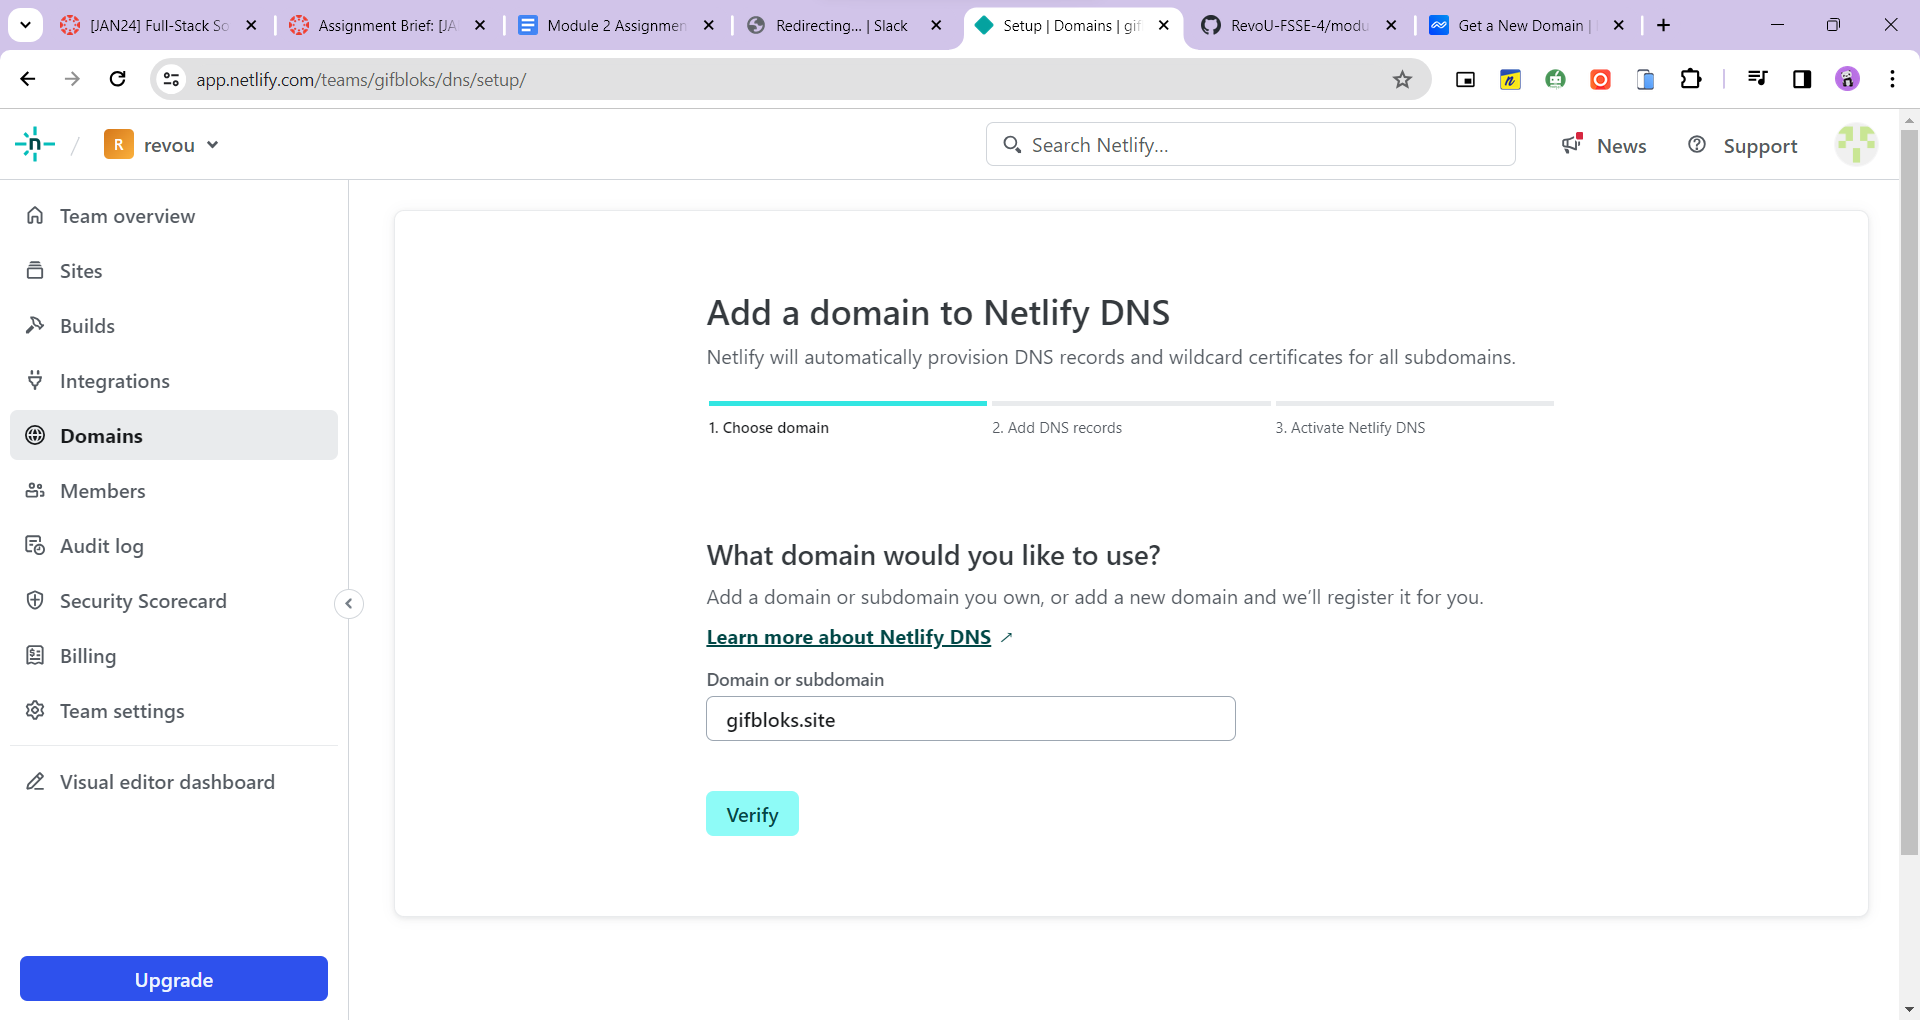 [JAN24] Full-Stack So
Assignment Brief: [JA
Module 2 Assignmen
Redirecting... | Slack
Setup | Domains | gif
RevoU-FSSE-4/modu
Get a New Domain |
app.netlify.com/teams/gifbloks/dns/setup/
n
R
revou
Search Netlify...
News
Support
Team overview
Sites
Builds
Integrations
Domains
Members
Audit log
Security Scorecard
Billing
Team settings
Visual editor dashboard
Upgrade
Add a domain to Netlify DNS
Netlify will automatically provision DNS records and wildcard certificates for all subdomains.
1. Choose domain
2. Add DNS records
3. Activate Netlify DNS
What domain would you like to use?
Add a domain or subdomain you own, or add a new domain and we'll register it for you.
Learn more about Netlify DNS ↗
Domain or subdomain
gifbloks.site
Verify